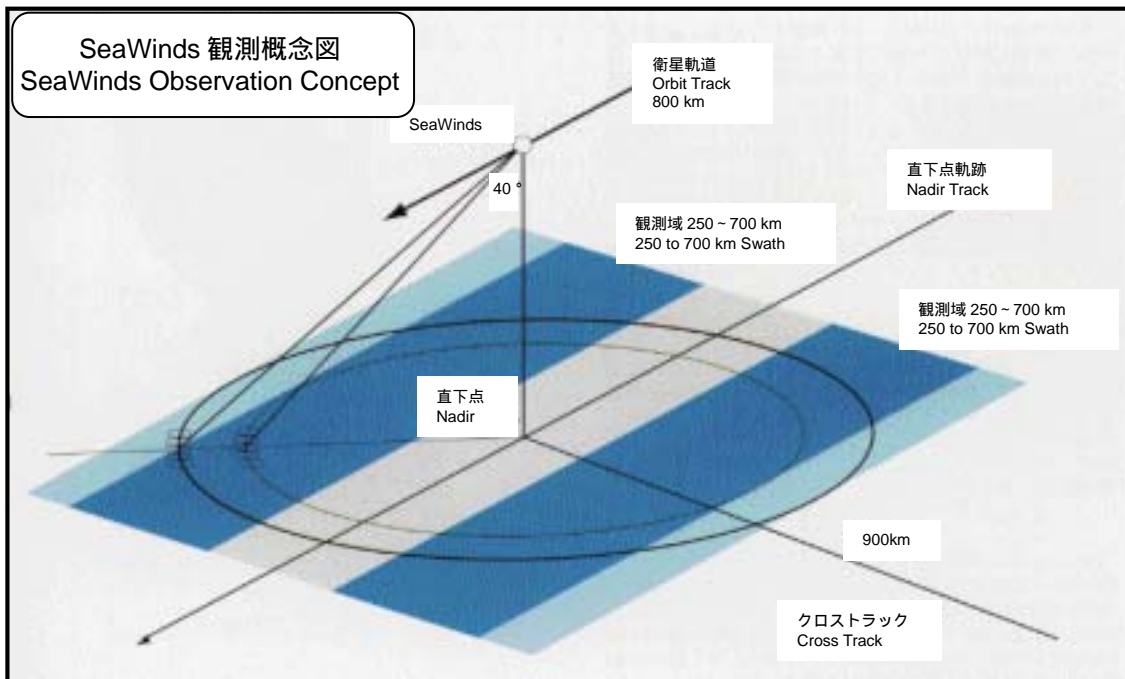 SeaWinds 観測概念図
SeaWinds Observation Concept
衛星軌道
Orbit Track
800 km
SeaWinds
40 °
直下点軌跡
Nadir Track
観測域 250 ~ 700 km
250 to 700 km Swath
観測域 250 ~ 700 km
250 to 700 km Swath
直下点
Nadir
900km
クロストラック
Cross Track